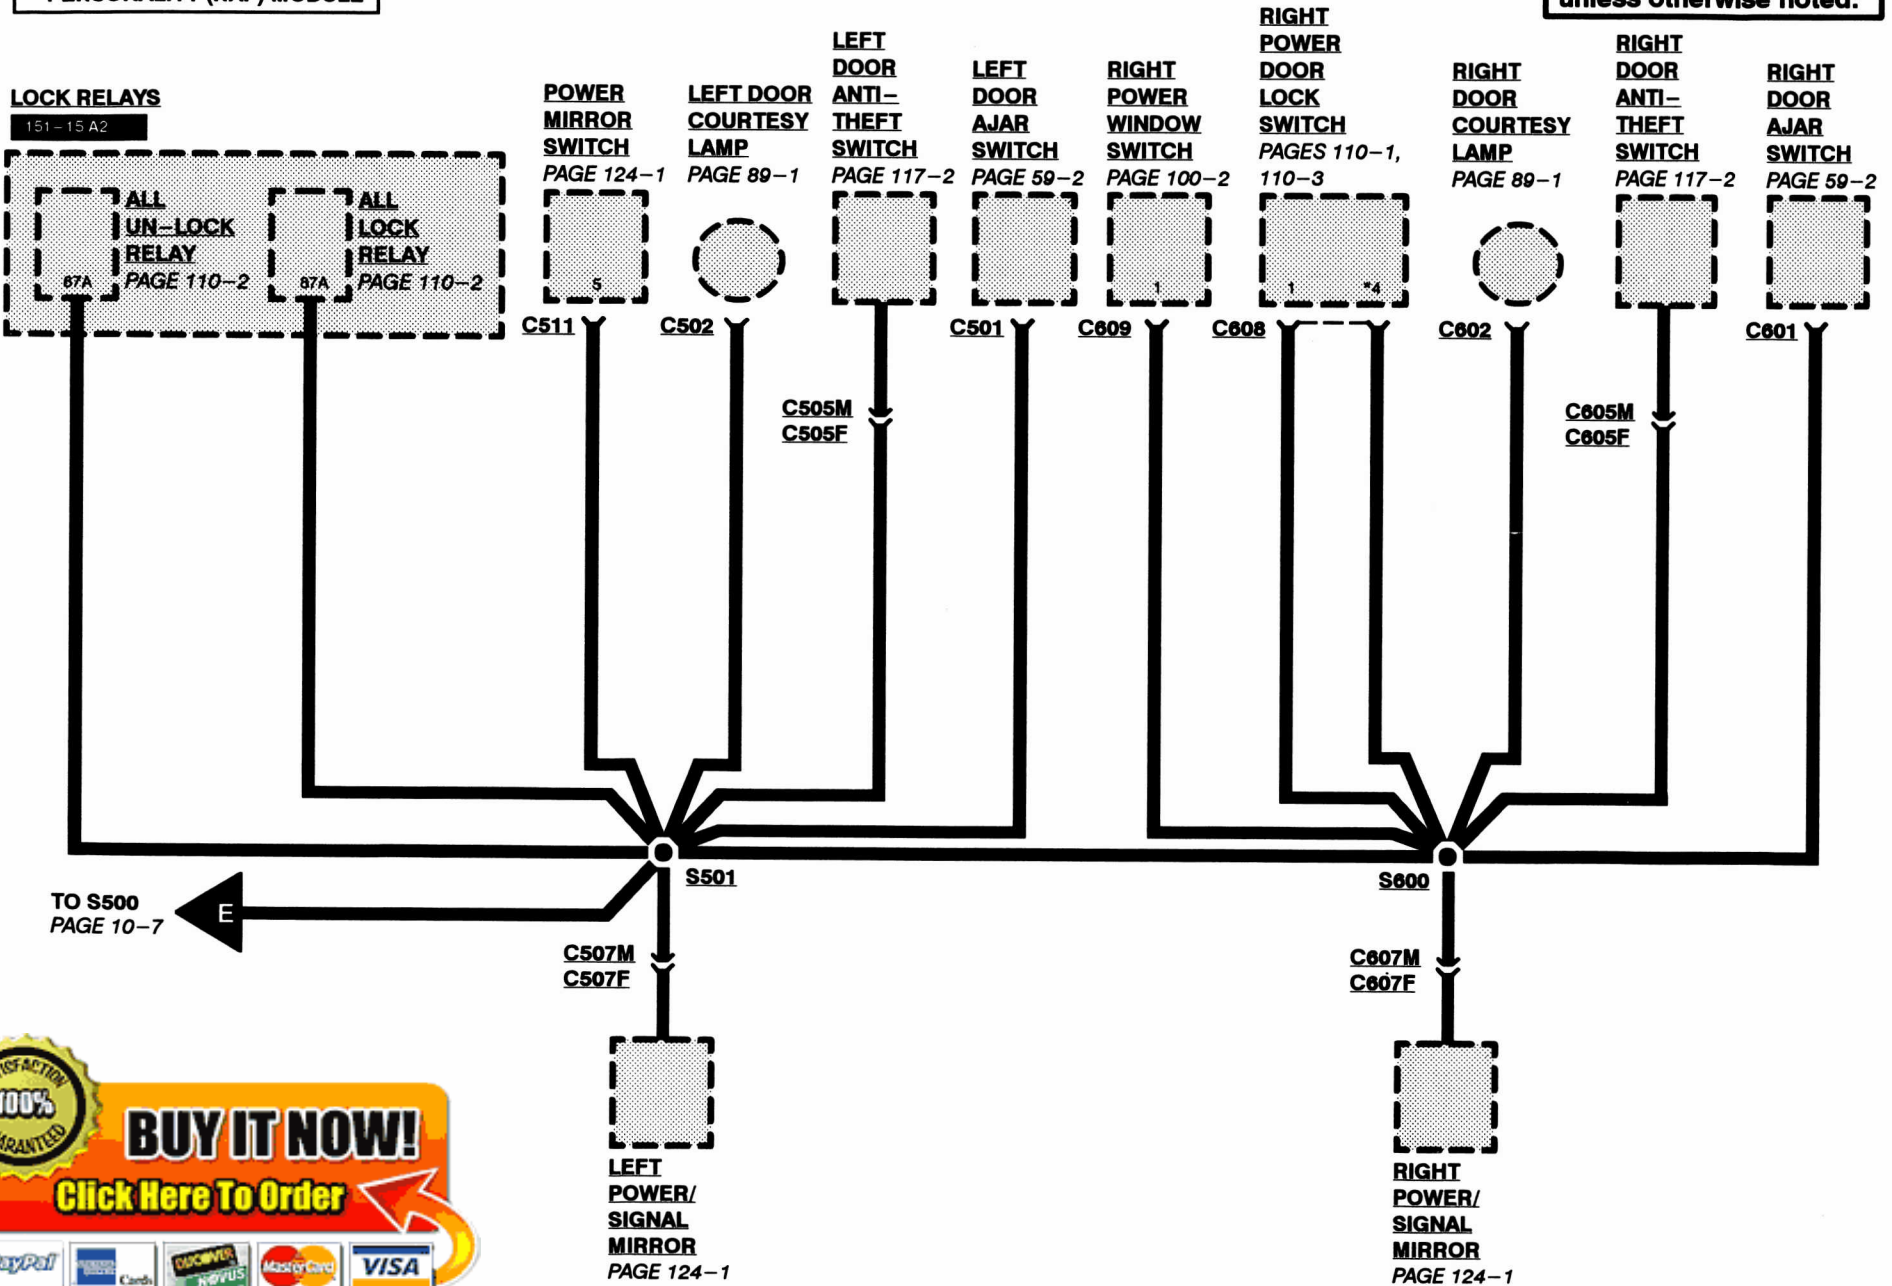 unless otherwise noted.
LOCK RELAYS
151-15 A2
ALL
UN-LOCK
RELAY
PAGE 110-2
87A
ALL
LOCK
RELAY
PAGE 110-2
87A
POWER
MIRROR
SWITCH
PAGE 124-1
5
C511
LEFT DOOR
COURTESY
LAMP
PAGE 89-1
C502
LEFT
DOOR
ANTI-
THEFT
SWITCH
PAGE 117-2
C505M
C505F
LEFT
DOOR
AJAR
SWITCH
PAGE 59-2
C501
RIGHT
POWER
WINDOW
SWITCH
PAGE 100-2
1
C609
RIGHT
POWER
DOOR
LOCK
SWITCH
PAGES 110-1,
110-3
1 *4
C608
RIGHT
DOOR
COURTESY
LAMP
PAGE 89-1
C602
RIGHT
DOOR
ANTI-
THEFT
SWITCH
PAGE 117-2
C605M
C605F
RIGHT
DOOR
AJAR
SWITCH
PAGE 59-2
C601
S501
S600
TO S500
PAGE 10-7
E
C507M
C507F
C607M
C607F
LEFT
POWER/
SIGNAL
MIRROR
PAGE 124-1
RIGHT
POWER/
SIGNAL
MIRROR
PAGE 124-1
100%
BUY IT NOW!
Click Here To Order
PayPal
Cards
DISCOVER
NOVUS
MasterCard
VISA